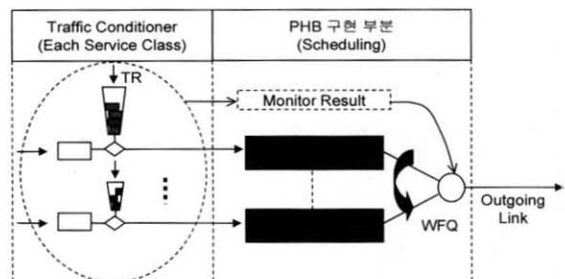 Traffic Conditioner
(Each Service Class)
PHB 구현 부분
(Scheduling)
TR
Monitor Result
WFQ
Outgoing
Link